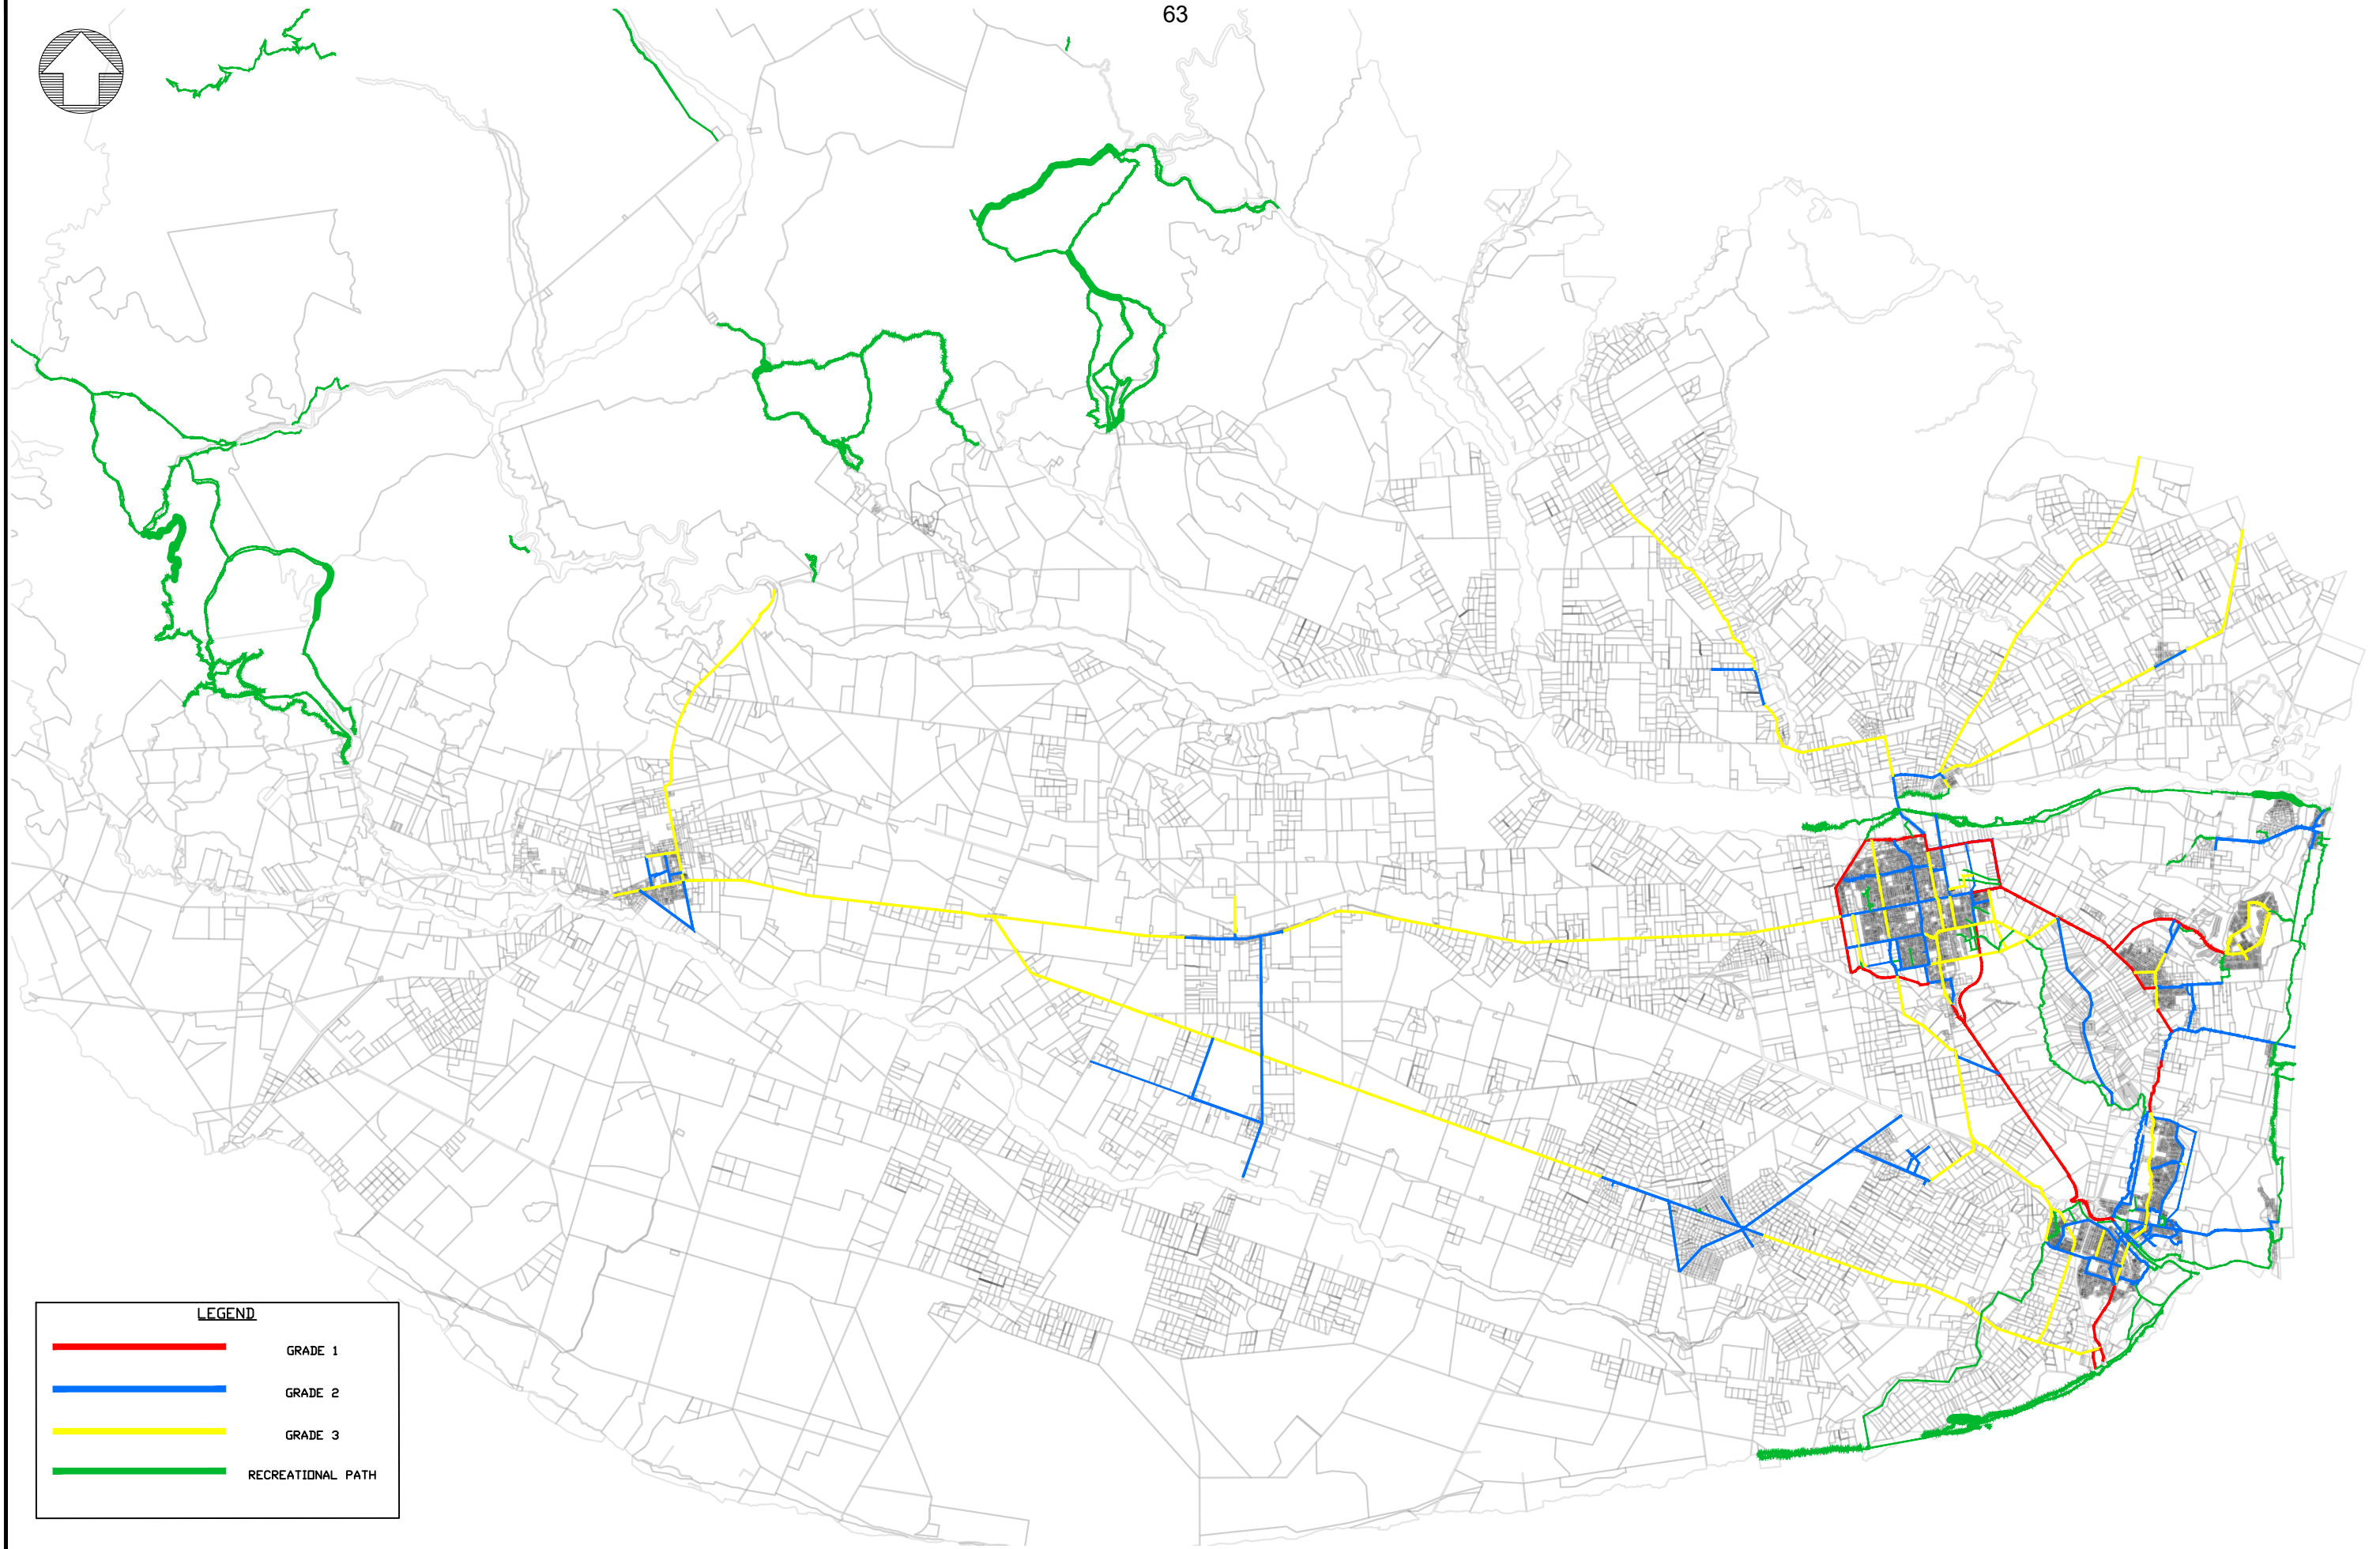 63
LEGEND
GRADE 1
GRADE 2
GRADE 3
RECREATIONAL PATH